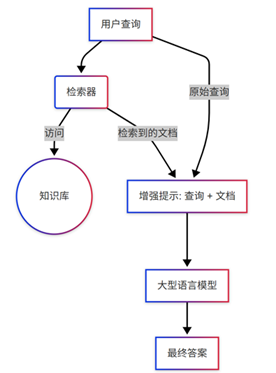 用户查询
检索器
原始查询
访问
检索到的文档
知识库
增强提示: 查询 + 文档
大型语言模型
最终答案